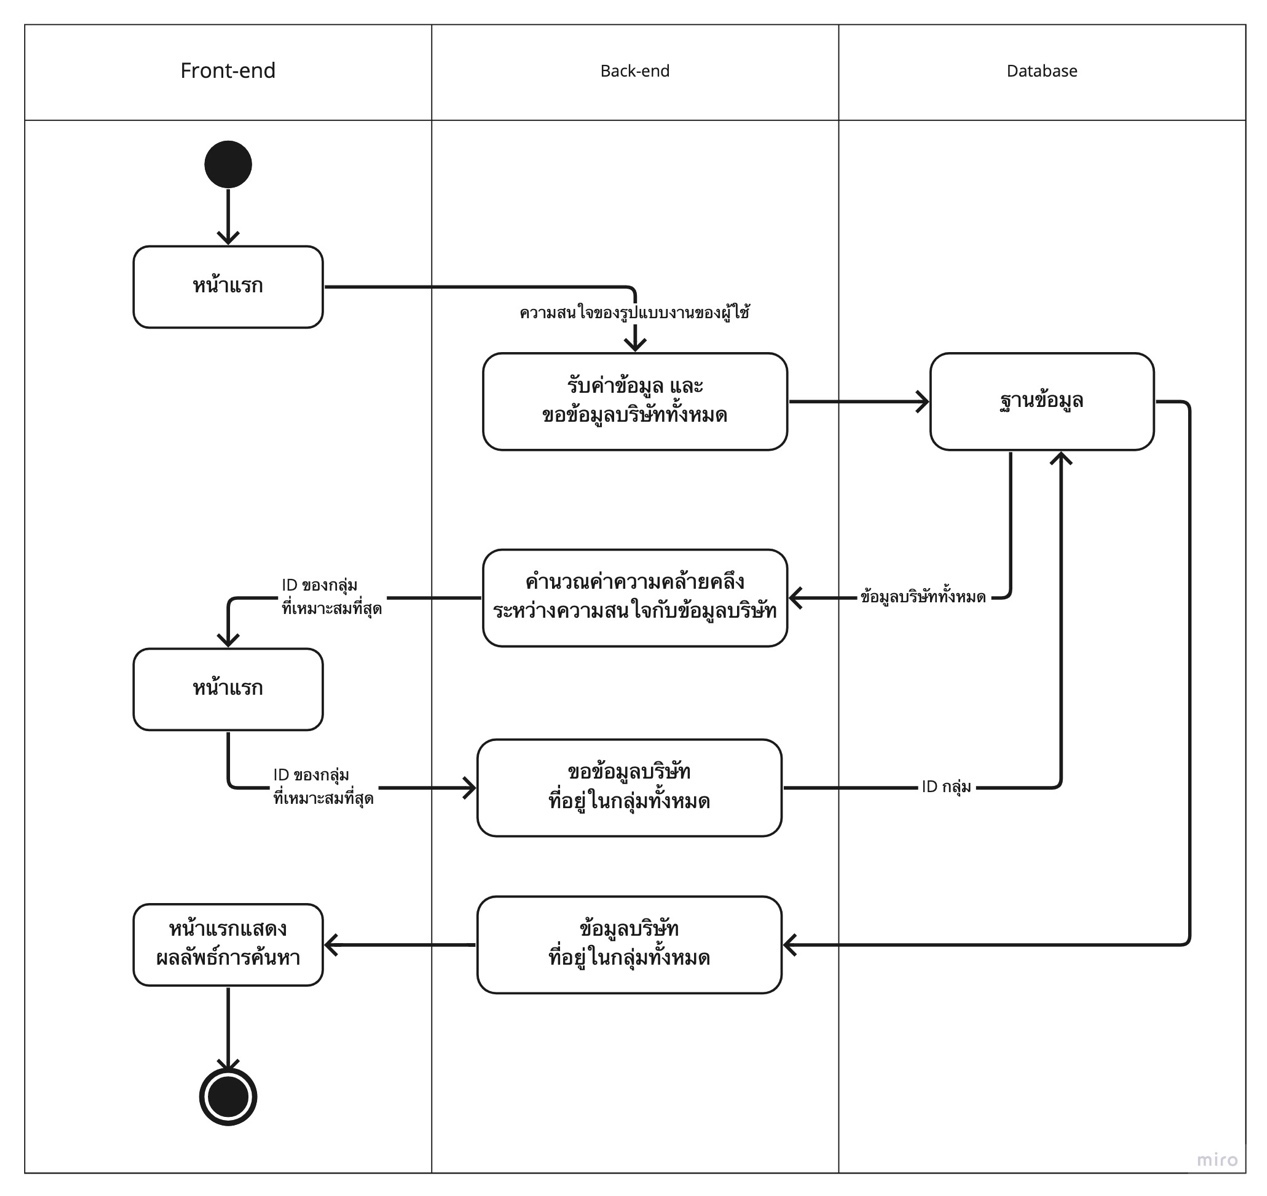 Front-end
Back-end
Database
หน้าแรก
ความสนใจของรูปแบบงานของผู้ใช้
รับค่าข้อมูล และ
ขอข้อมูลบริษัททั้งหมด
ฐานข้อมูล
คำนวณค่าความคล้ายคลึง
ระหว่างความสนใจกับข้อมูลบริษัท
ข้อมูลบริษัททั้งหมด
ID ของกลุ่ม
ที่เหมาะสมที่สุด
หน้าแรก
ID ของกลุ่ม
ที่เหมาะสมที่สุด
ขอข้อมูลบริษัท
ที่อยู่ในกลุ่มทั้งหมด
ID กลุ่ม
ข้อมูลบริษัท
ที่อยู่ในกลุ่มทั้งหมด
หน้าแรกแสดง
ผลลัพธ์การค้นหา
miro